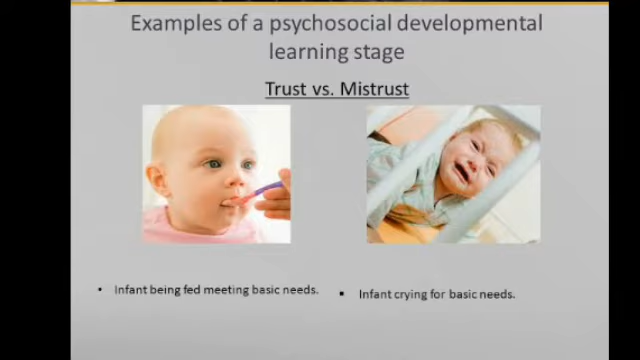 Examples of a psychosocial developmental
learning stage
Trust vs. Mistrust
• Infant being fed meeting basic needs.
▪ Infant crying for basic needs.